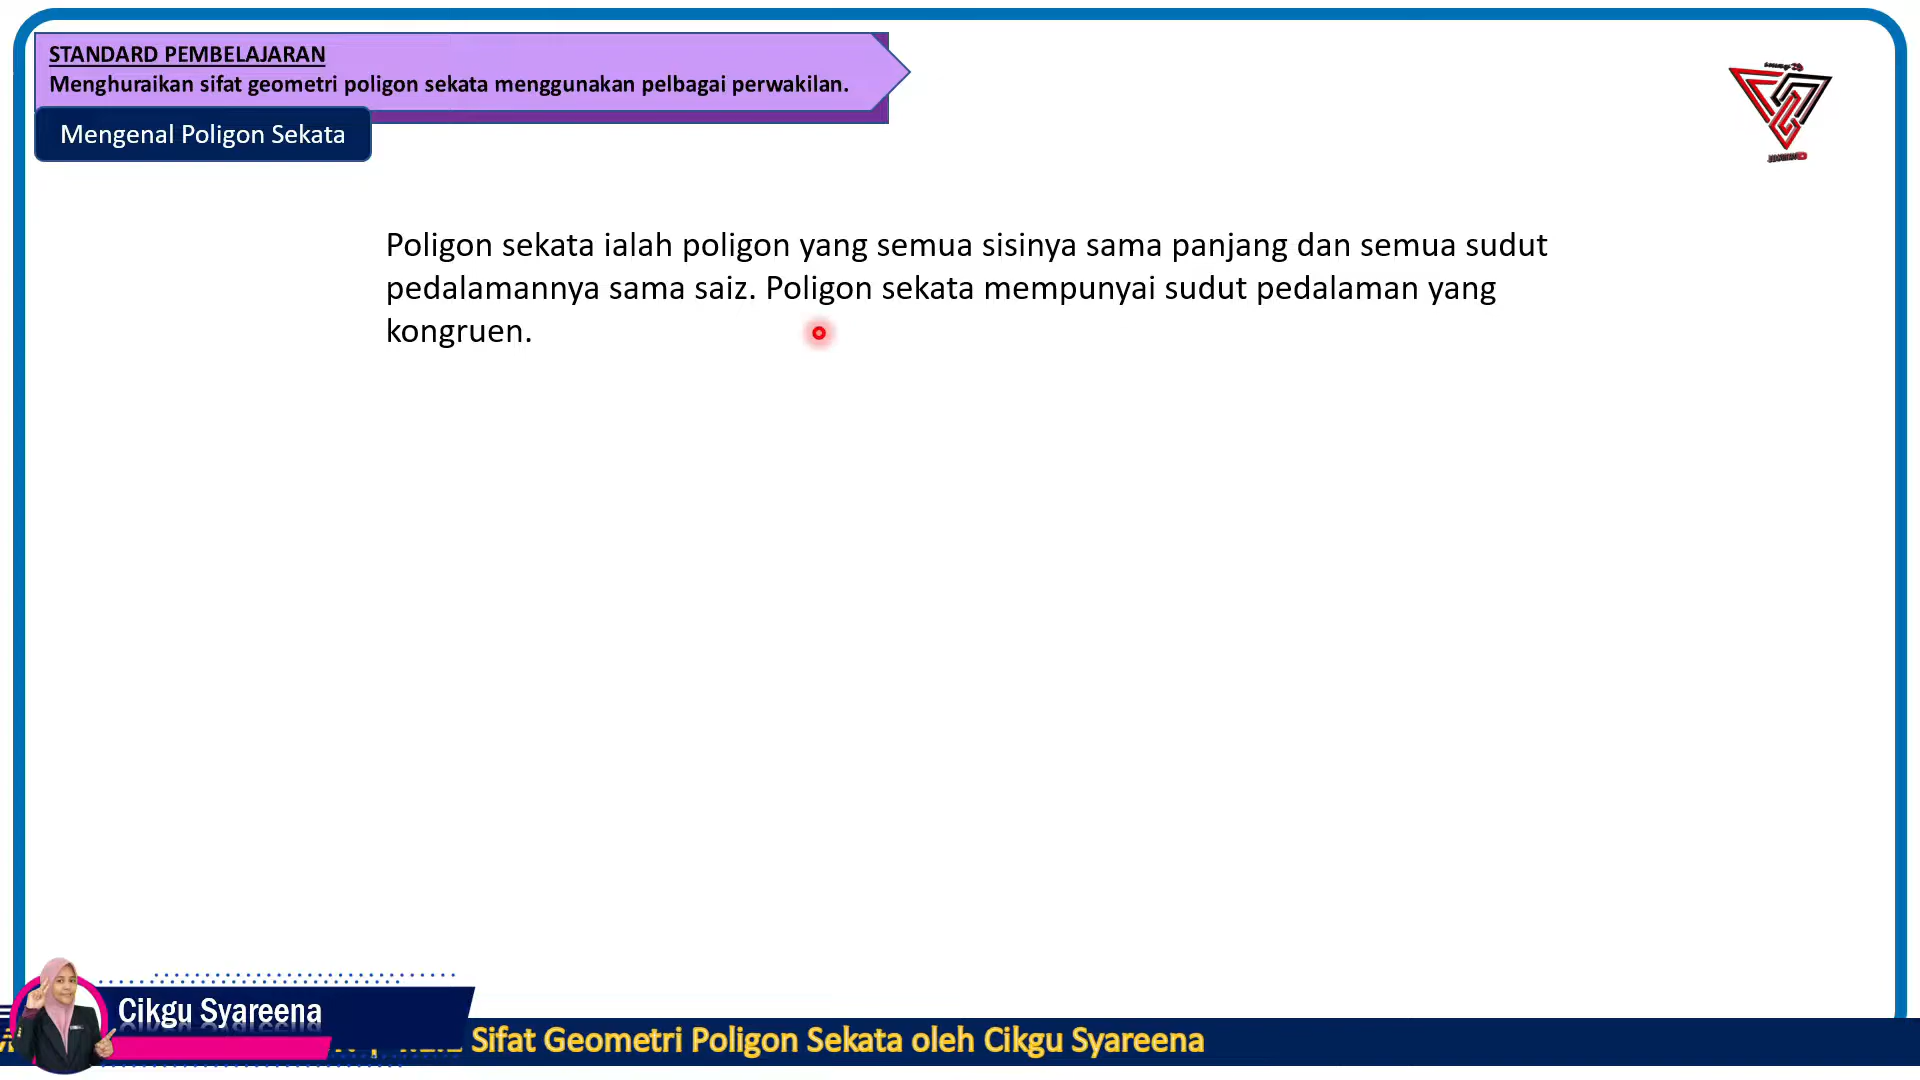 STANDARD PEMBELAJARAN
Menghuraikan sifat geometri poligon sekata menggunakan pelbagai perwakilan.
Mengenal Poligon Sekata
Poligon sekata ialah poligon yang semua sisinya sama panjang dan semua sudut
pedalamannya sama saiz. Poligon sekata mempunyai sudut pedalaman yang
kongruen.
Cikgu Syareena
Sifat Geometri Poligon Sekata oleh Cikgu Syareena